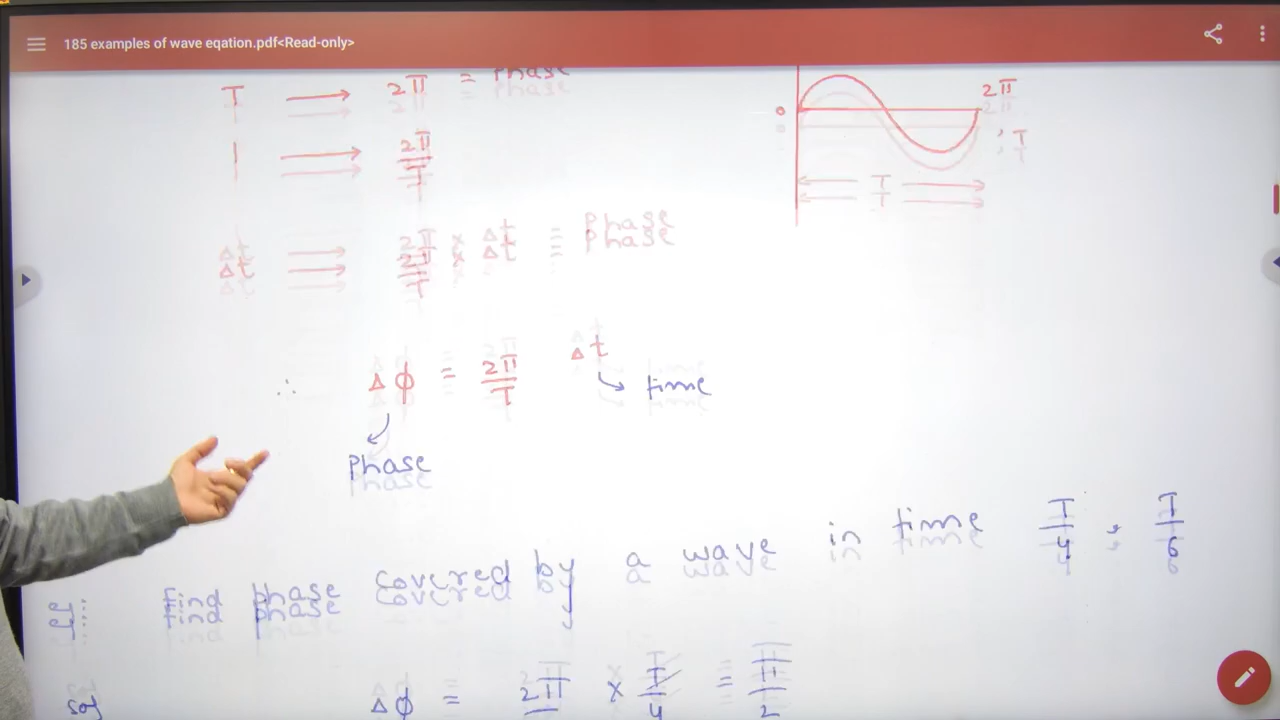 185 examples of wave eqation.pdf<Read-only>
T → 2π = Phase
2π
0
, T
1 → 2π/T
T
Δt → 2π/T × Δt = Phase
∴ Δϕ = 2π/T Δt
time
Phase
Find phase covered by a wave in time T/4 , T/6
Δϕ = 2π × T/4 = π/2